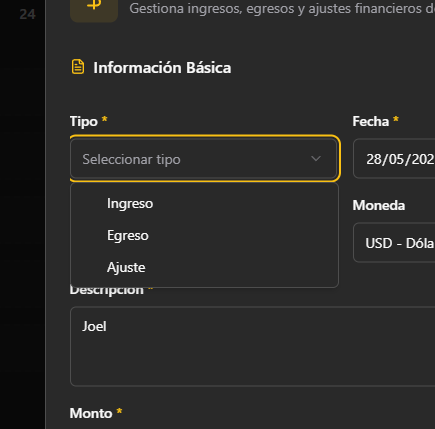 24
Gestiona ingresos, egresos y ajustes financieros d
Información Básica
Tipo * Fecha *
Seleccionar tipo 28/05/202
Ingreso Moneda
Egreso USD - Dóla
Ajuste
Descripción *
Joel
Monto *